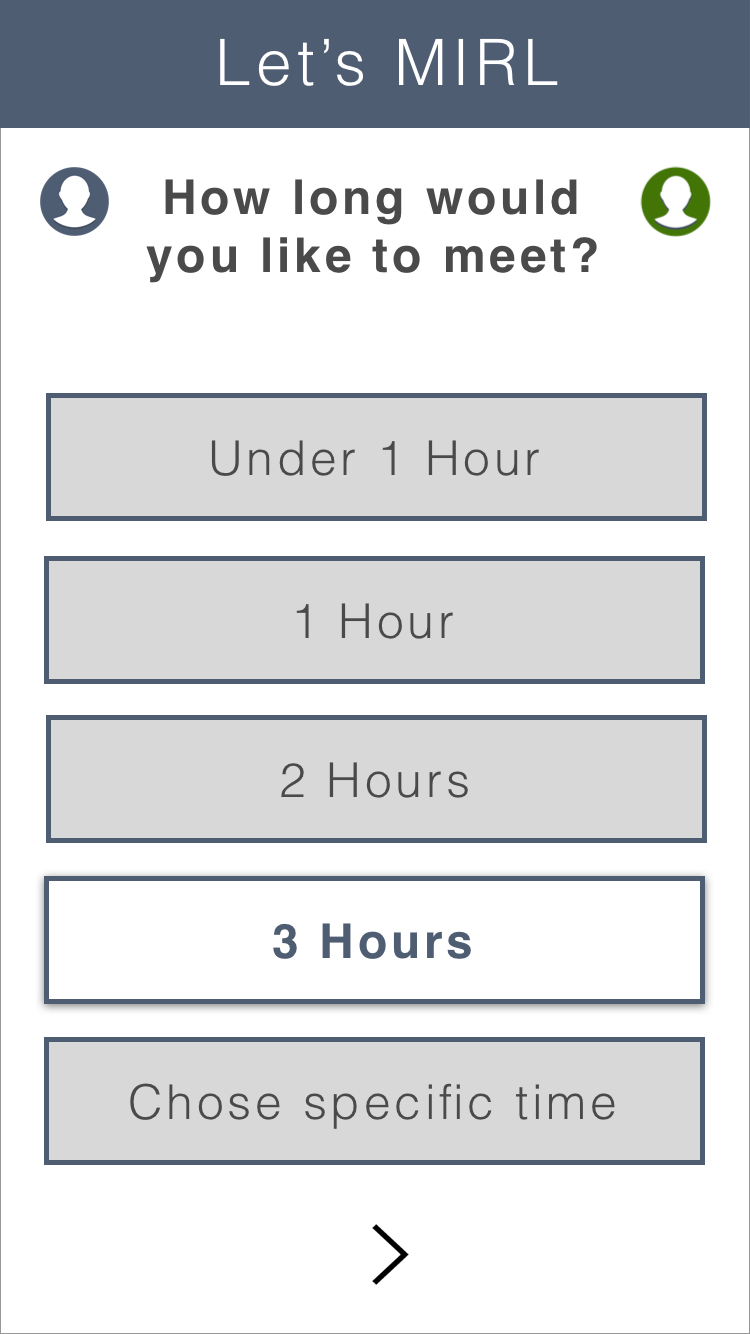 Let’s MIRL
How long would
you like to meet?
Under 1 Hour
1 Hour
2 Hours
3 Hours
Chose specific time